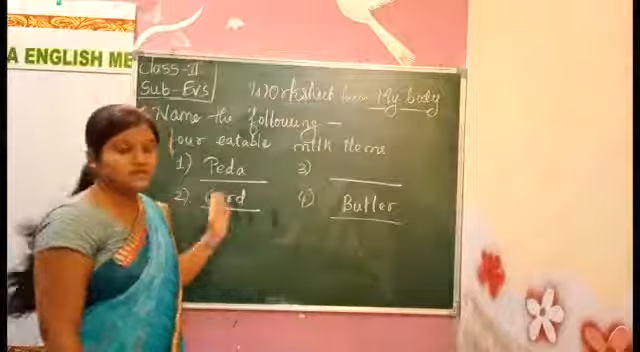 A ENGLISH ME
Class-II
Sub-Evs
Worksheet from My body
Name the following -
four eatable milk items
1) Peda 3)
2) Curd 4) Butter